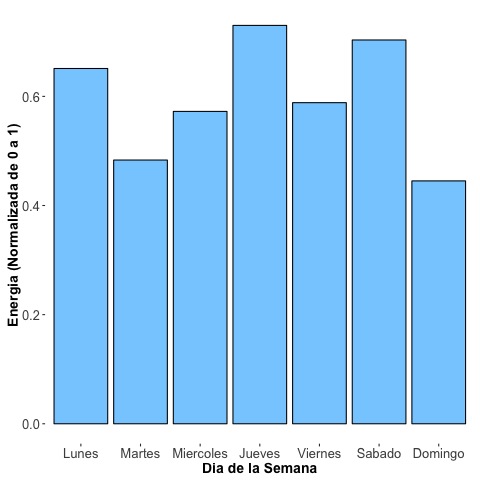 Energia (Normalizada de 0 a 1)
0.6
0.4
0.2
0.0
Lunes Martes Miercoles Jueves Viernes Sabado Domingo
Dia de la Semana